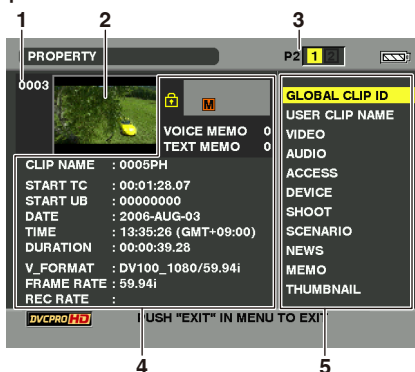 1 2 3
PROPERTY P2 1 2
0003
M
VOICE MEMO 0
TEXT MEMO 0
CLIP NAME : 0005PH
START TC : 00:01:28.07
START UB : 00000000
DATE : 2006-AUG-03
TIME : 13:35:26 (GMT+09:00)
DURATION : 00:00:39.28
V_FORMAT : DV100_1080/59.94i
FRAME RATE : 59.94i
REC RATE :
GLOBAL CLIP ID
USER CLIP NAME
VIDEO
AUDIO
ACCESS
DEVICE
SHOOT
SCENARIO
NEWS
MEMO
THUMBNAIL
DVCPRO HD PUSH "EXIT" IN MENU TO EXIT
4 5